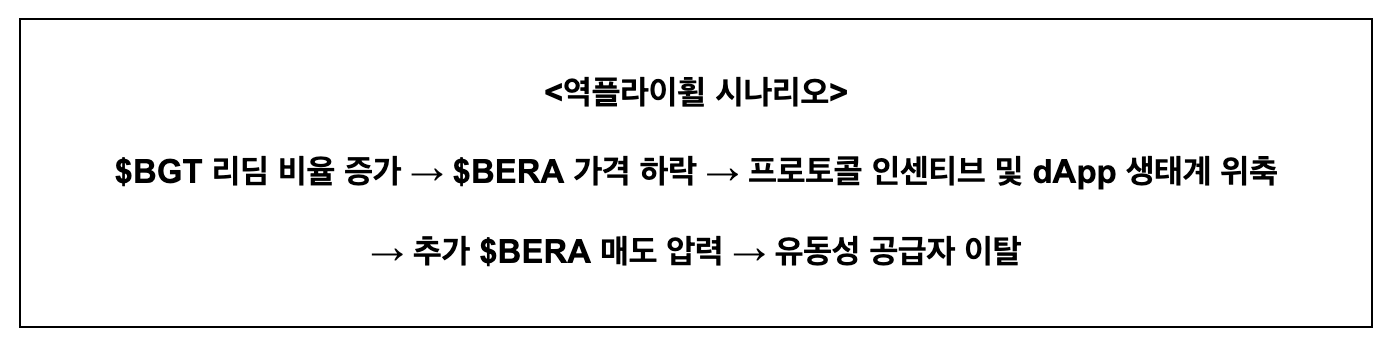 <역플라이휠 시나리오>
$BGT 리딤 비율 증가 → $BERA 가격 하락 → 프로토콜 인센티브 및 dApp 생태계 위축
→ 추가 $BERA 매도 압력 → 유동성 공급자 이탈